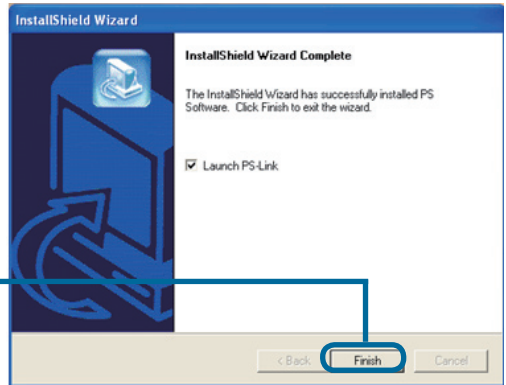 InstallShield Wizard
InstallShield Wizard Complete
The InstallShield Wizard has successfully installed PS
Software. Click Finish to exit the wizard.
Launch PS-Link
< Back Finish Cancel